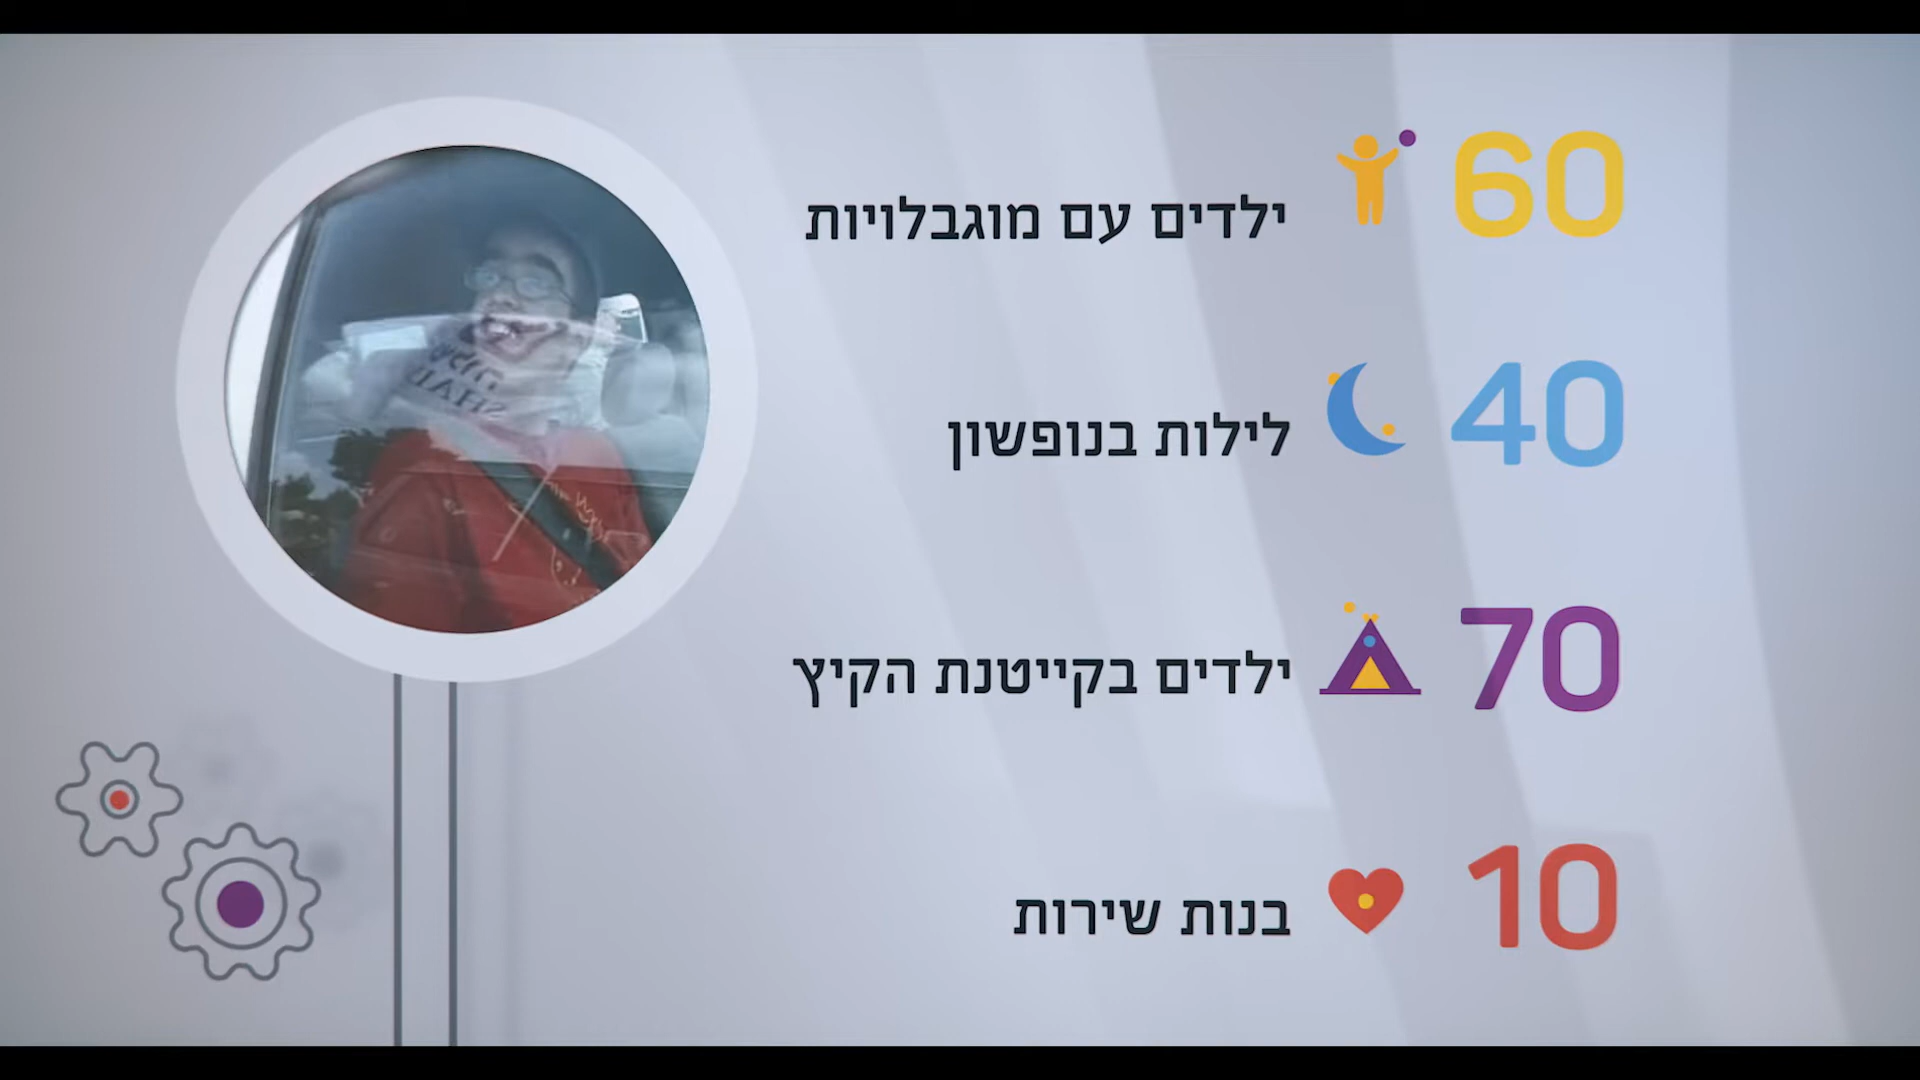 60 ילדים עם מוגבלויות
40 לילות בנופשון
70 ילדים בקייטנת הקיץ
10 בנות שירות